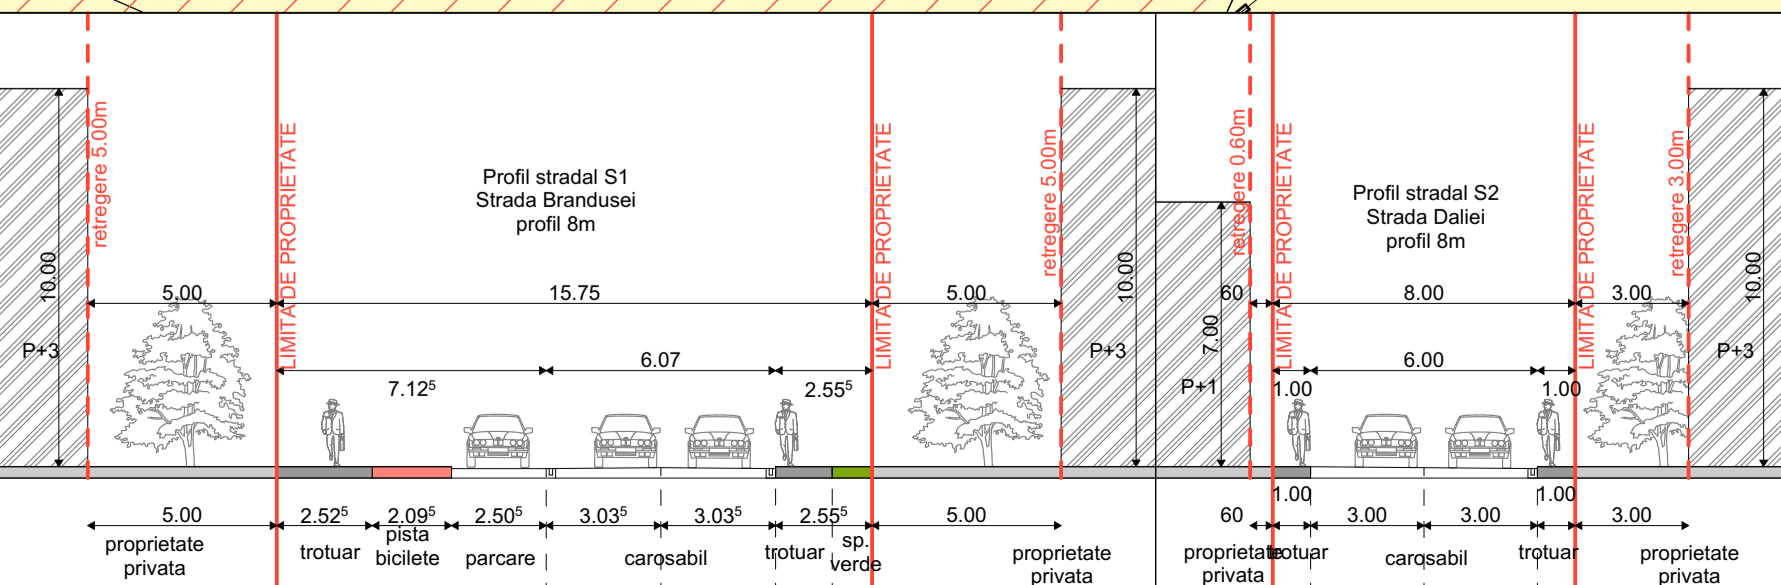 retregere 5.00m
LIMITA DE PROPRIETATE
Profil stradal S1
Strada Brandusei
profil 8m
LIMITA DE PROPRIETATE
retregere 5.00m
retregere 0.60m
LIMITA DE PROPRIETATE
Profil stradal S2
Strada Daliei
profil 8m
LIMITA DE PROPRIETATE
retregere 3.00m
10.00
5.00
15.75
5.00
10.00
60
8.00
3.00
10.00
7.00
P+3
6.07
P+3
6.00
P+3
7.12⁵
2.55⁵
P+1
1.00
1.00
1.00
1.00
5.00
2.52⁵
2.09⁵
2.50⁵
3.03⁵
3.03⁵
2.55⁵
5.00
60
3.00
3.00
3.00
proprietate
privata
trotuar
pista
bicilete
parcare
carosabil
trotuar
sp.
verde
proprietate
privata
proprietate
privata
trotuar
carosabil
trotuar
proprietate
privata